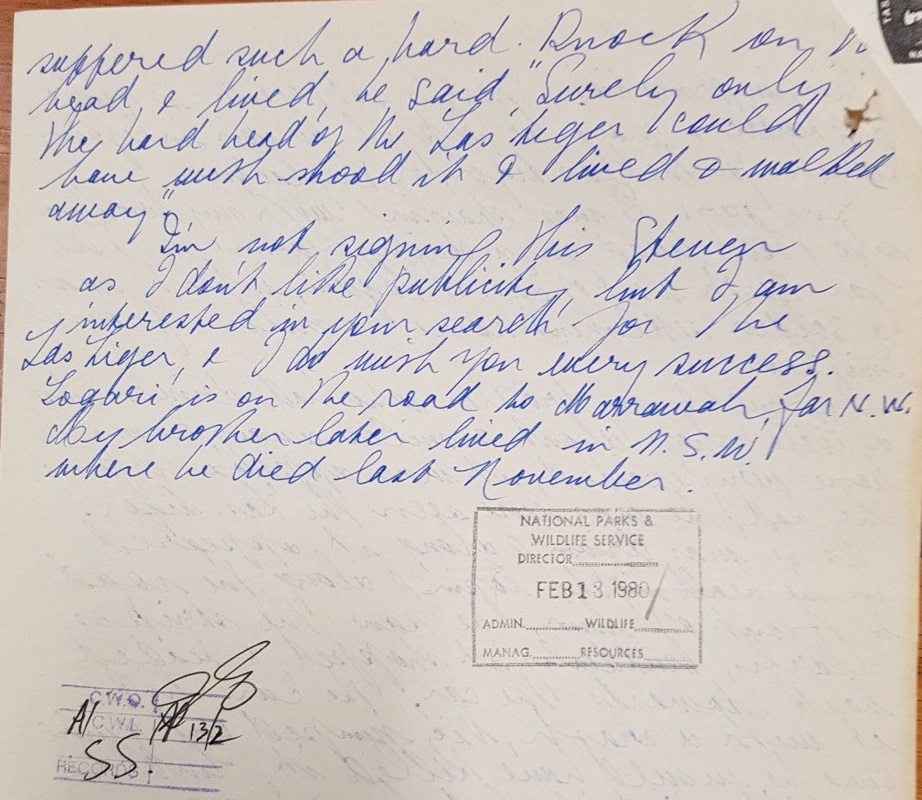 suffered such a hard. Knock on
head, & lived, he said, "Surely only
the hard head of the Tas tiger could
have with stood it & lived & walked
away".
I'm not signing this Steven
as I don't like publicity, but I am
interested in your search for the
Tas tiger, & I do wish you every success.
is on the road to Marrawah, far N.W.
My brother later lived in N.S.W.
where he died last November.
NATIONAL PARKS &
WILDLIFE SERVICE
DIRECTOR
FEB 13 1980
ADMIN. WILDLIFE
MANAG. RESOURCES
C.W.O.
A/ C.W.L. 13/2
SS.
RECORDS